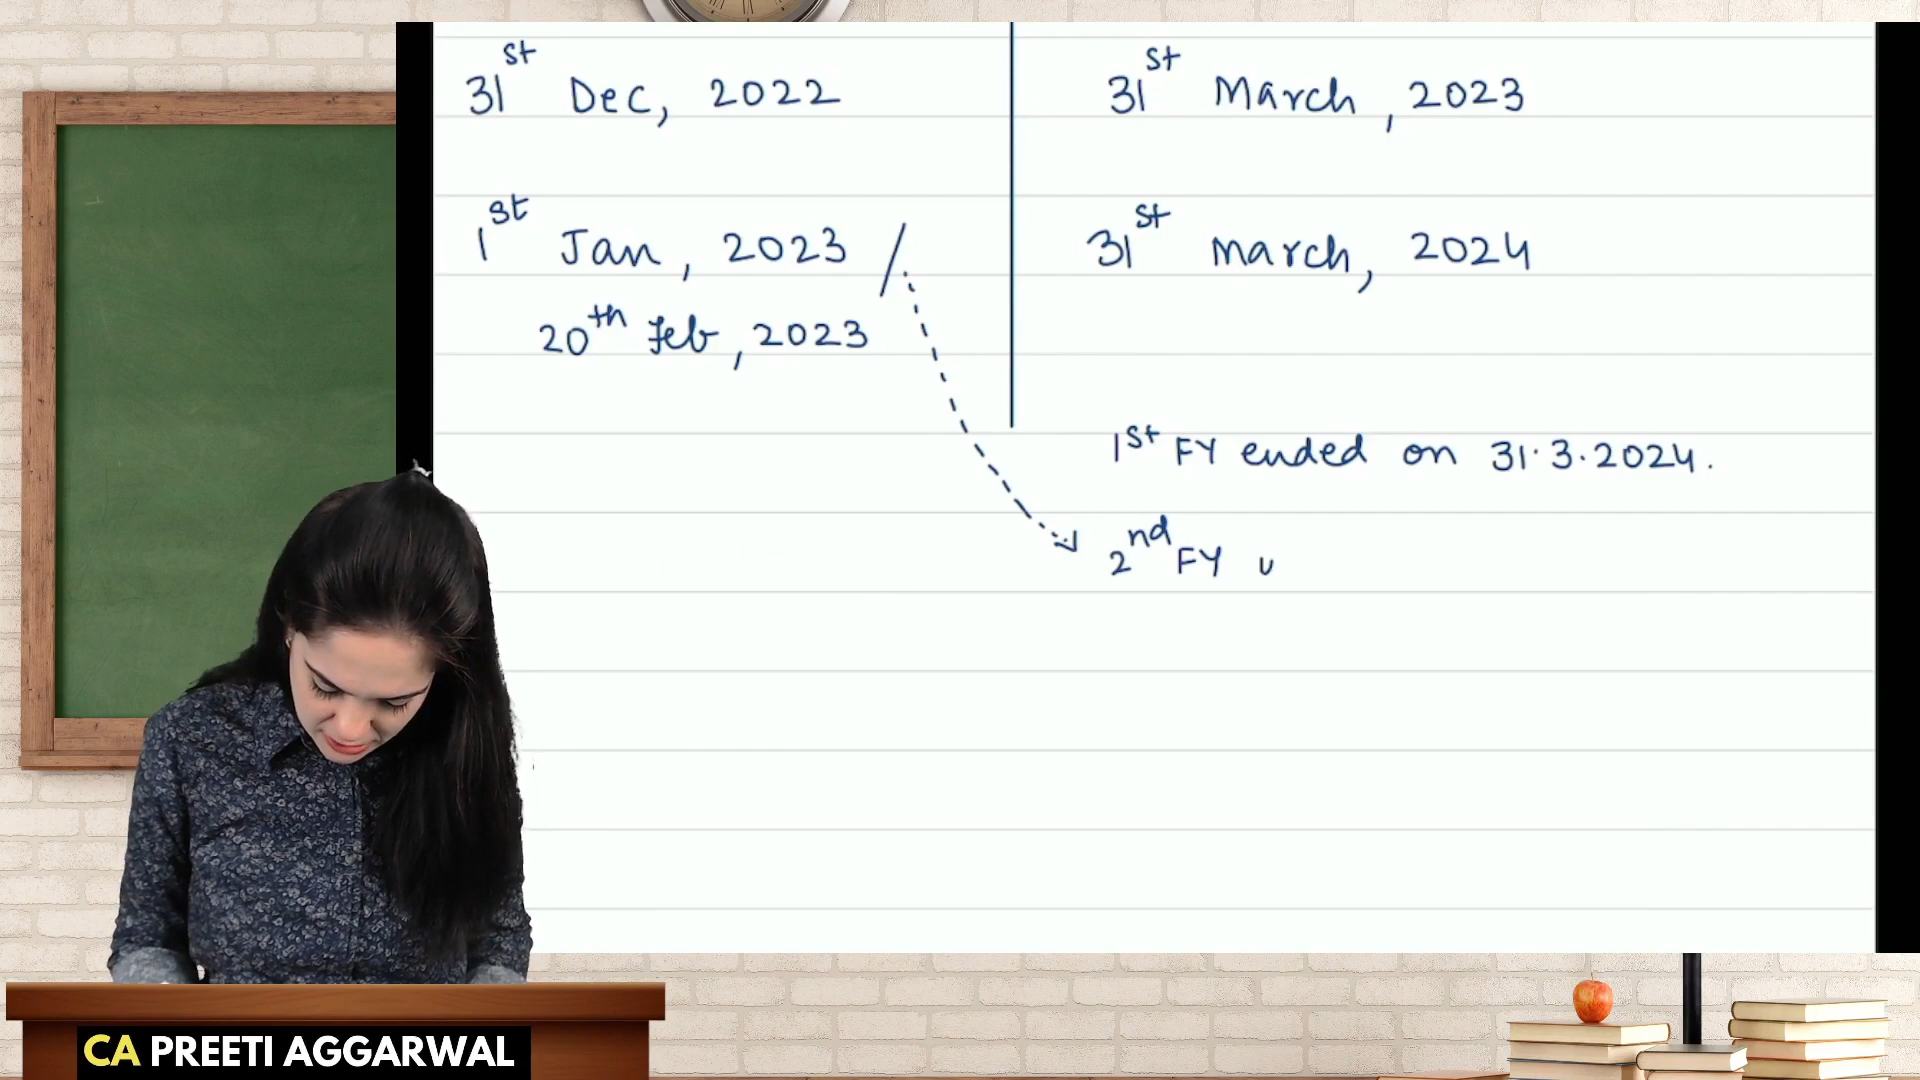 31st Dec, 2022
31st March, 2023
1st Jan, 2023 /
20th Feb, 2023
31st March, 2024
1st FY ended on 31.3.2024.
2nd FY
CA PREETI AGGARWAL